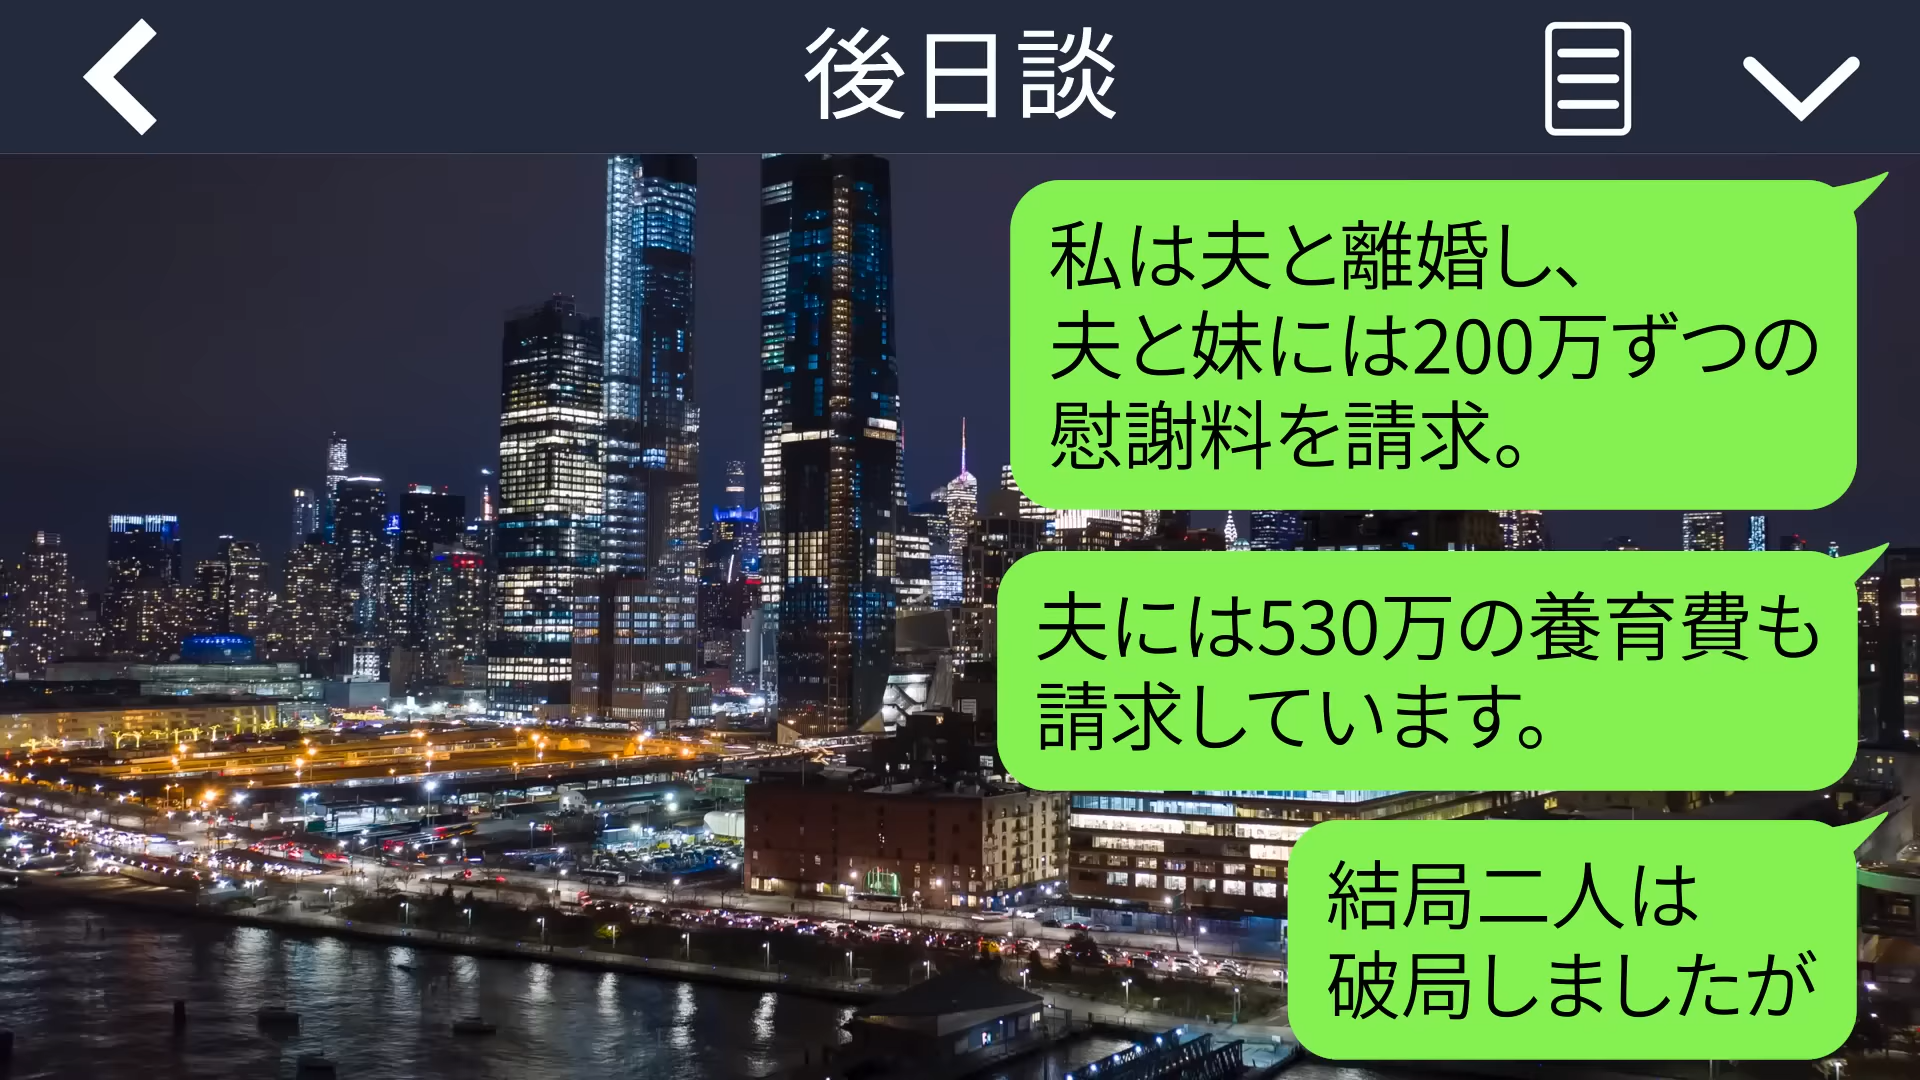 後日談
私は夫と離婚し、
夫と妹には200万ずつの
慰謝料を請求。
夫には530万の養育費も
請求しています。
結局二人は
破局しましたが